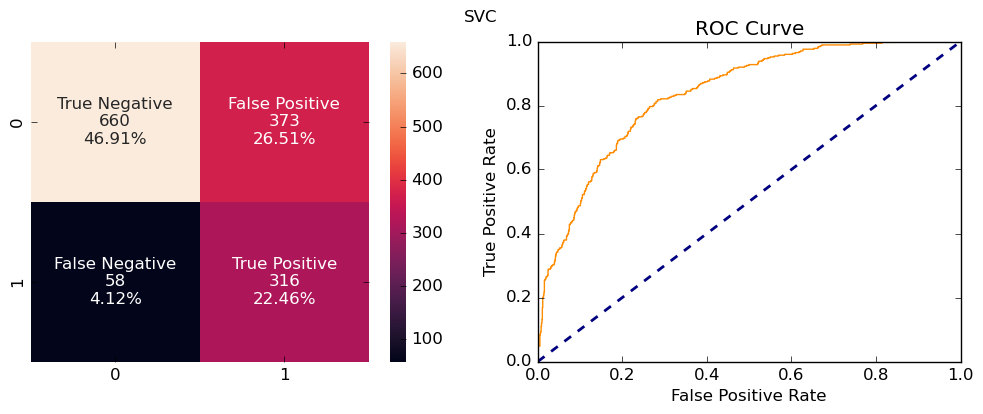 SVC
True Negative
660
46.91%
False Positive
373
26.51%
False Negative
58
4.12%
True Positive
316
22.46%
0
1
0
1
600
500
400
300
200
100
ROC Curve
True Positive Rate
1.0
0.8
0.6
0.4
0.2
0.0
0.0 0.2 0.4 0.6 0.8 1.0
False Positive Rate